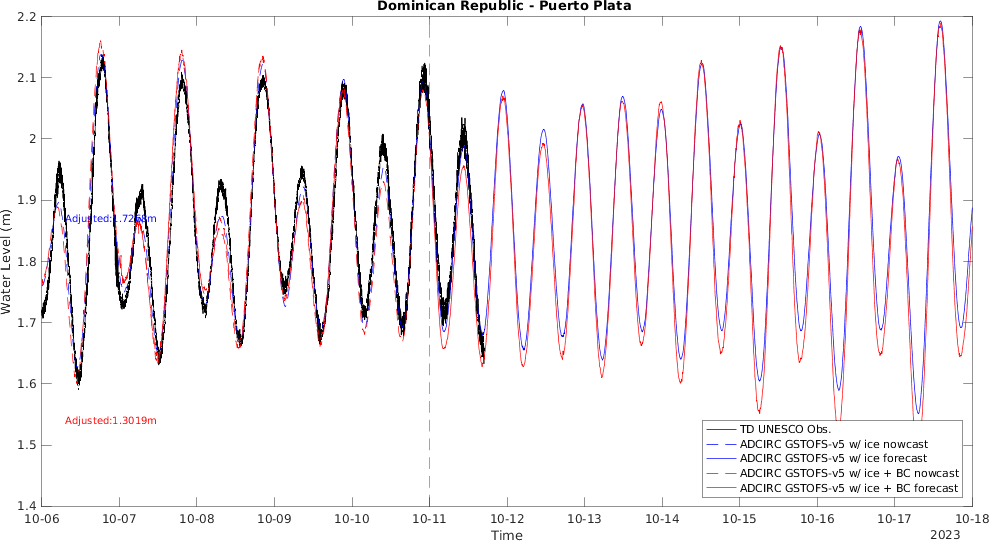 Dominican Republic - Puerto Plata
2.2
2.1
2
1.9
1.8
1.7
1.6
1.5
1.4
Water Level (m)
Adjusted:1.7268m
Adjusted:1.3019m
TD UNESCO Obs.
ADCIRC GSTOFS-v5 w/ ice nowcast
ADCIRC GSTOFS-v5 w/ ice forecast
ADCIRC GSTOFS-v5 w/ ice + BC nowcast
ADCIRC GSTOFS-v5 w/ ice + BC forecast
10-06 10-07 10-08 10-09 10-10 10-11 10-12 10-13 10-14 10-15 10-16 10-17 10-18
Time
2023